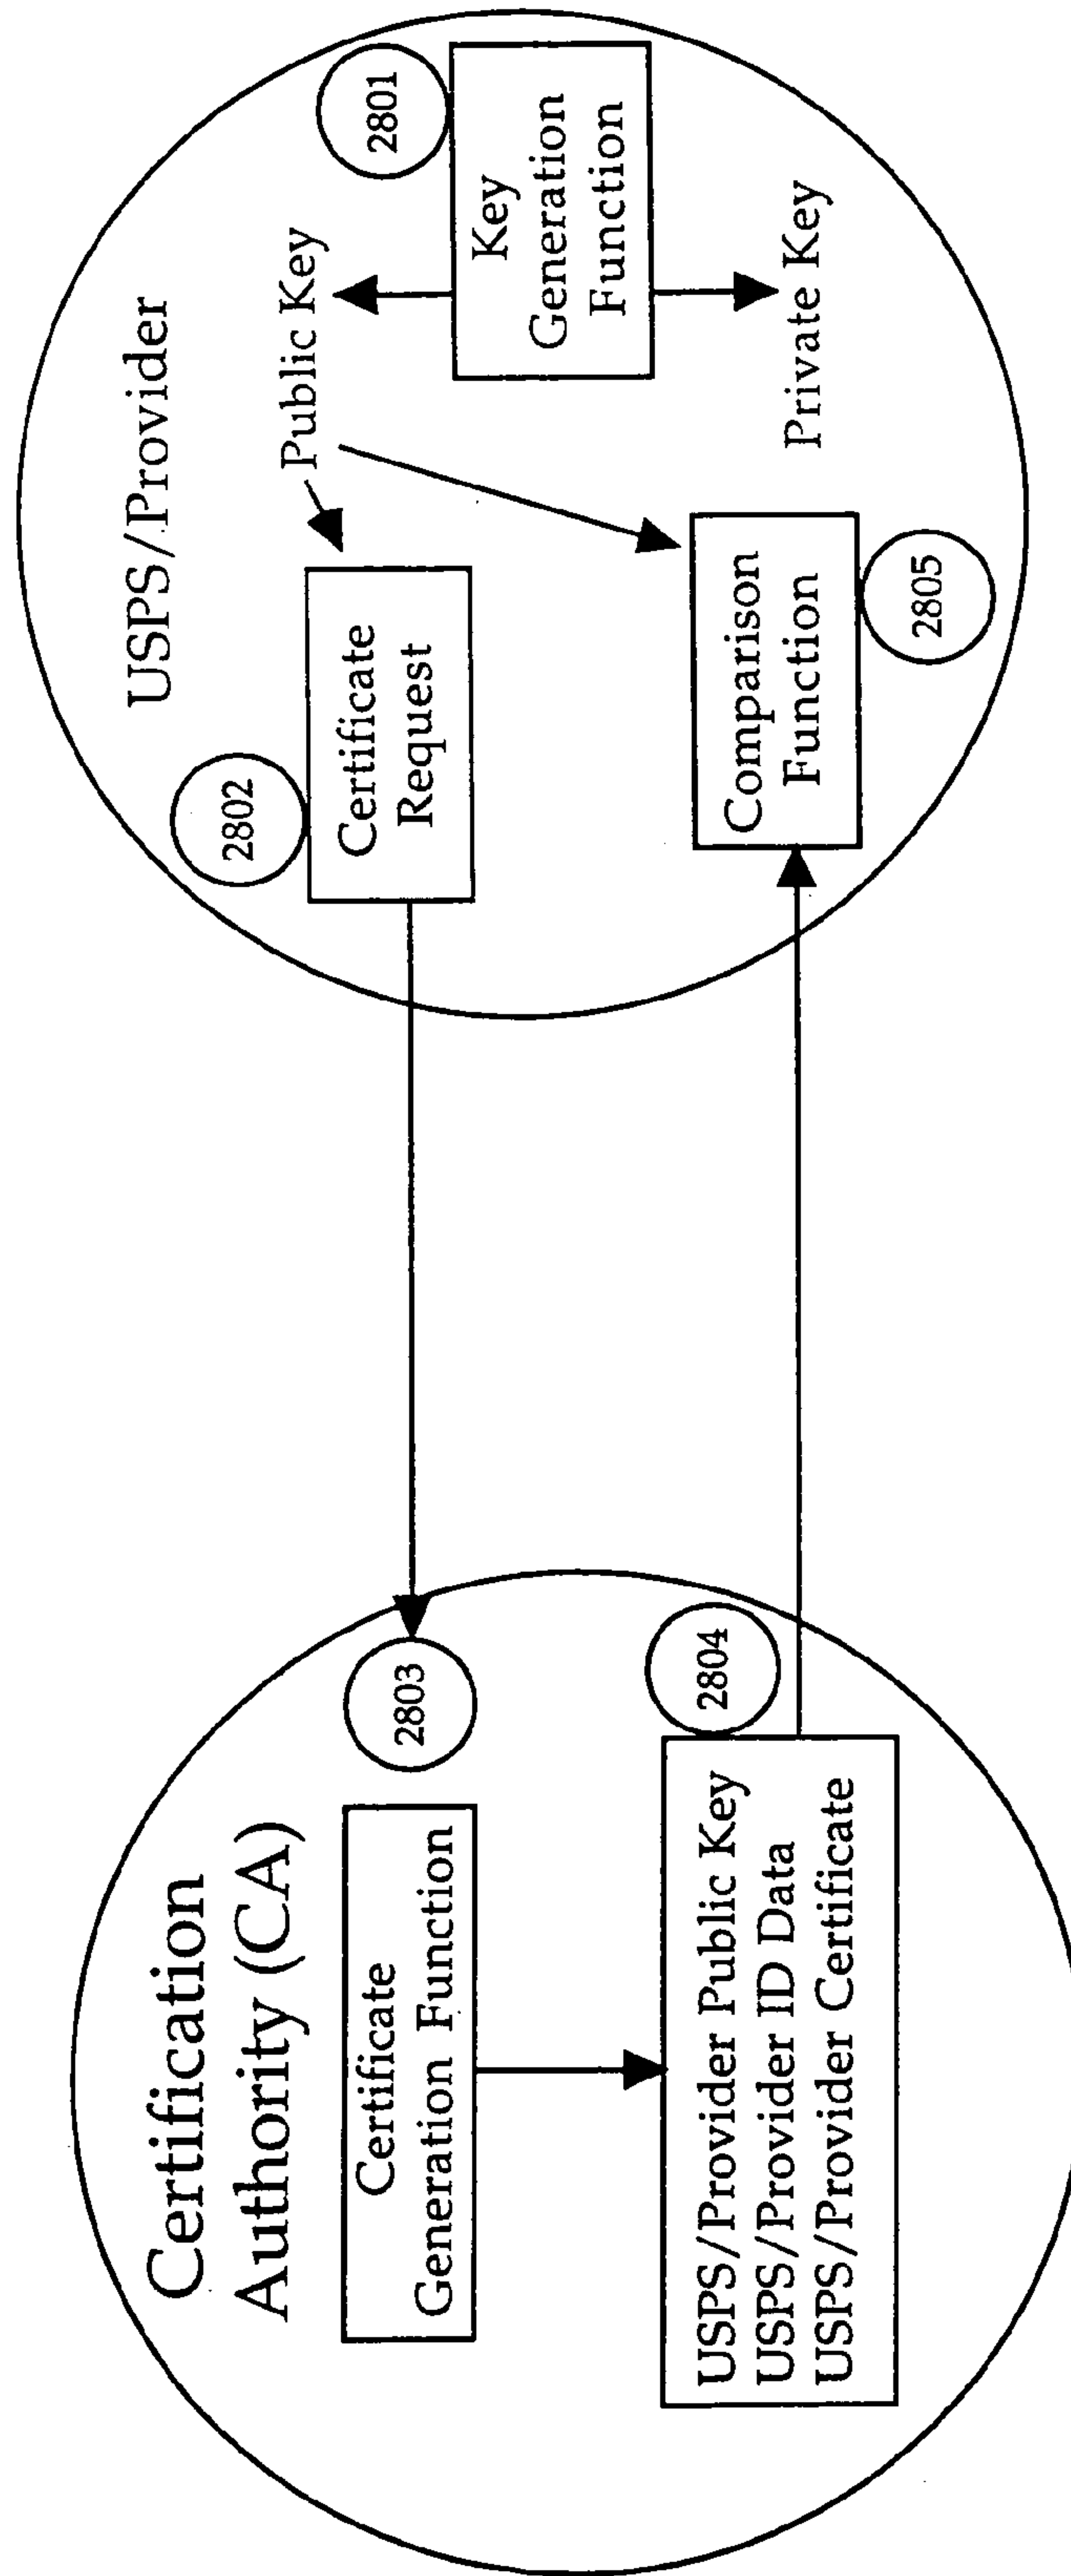 Certification
Authority (CA)
Certificate
Generation Function
2803
USPS/Provider Public Key
USPS/Provider ID Data
USPS/Provider Certificate
2804
USPS/Provider
2802
Certificate
Request
Public Key
2801
Key
Generation
Function
Private Key
Comparison
Function
2805